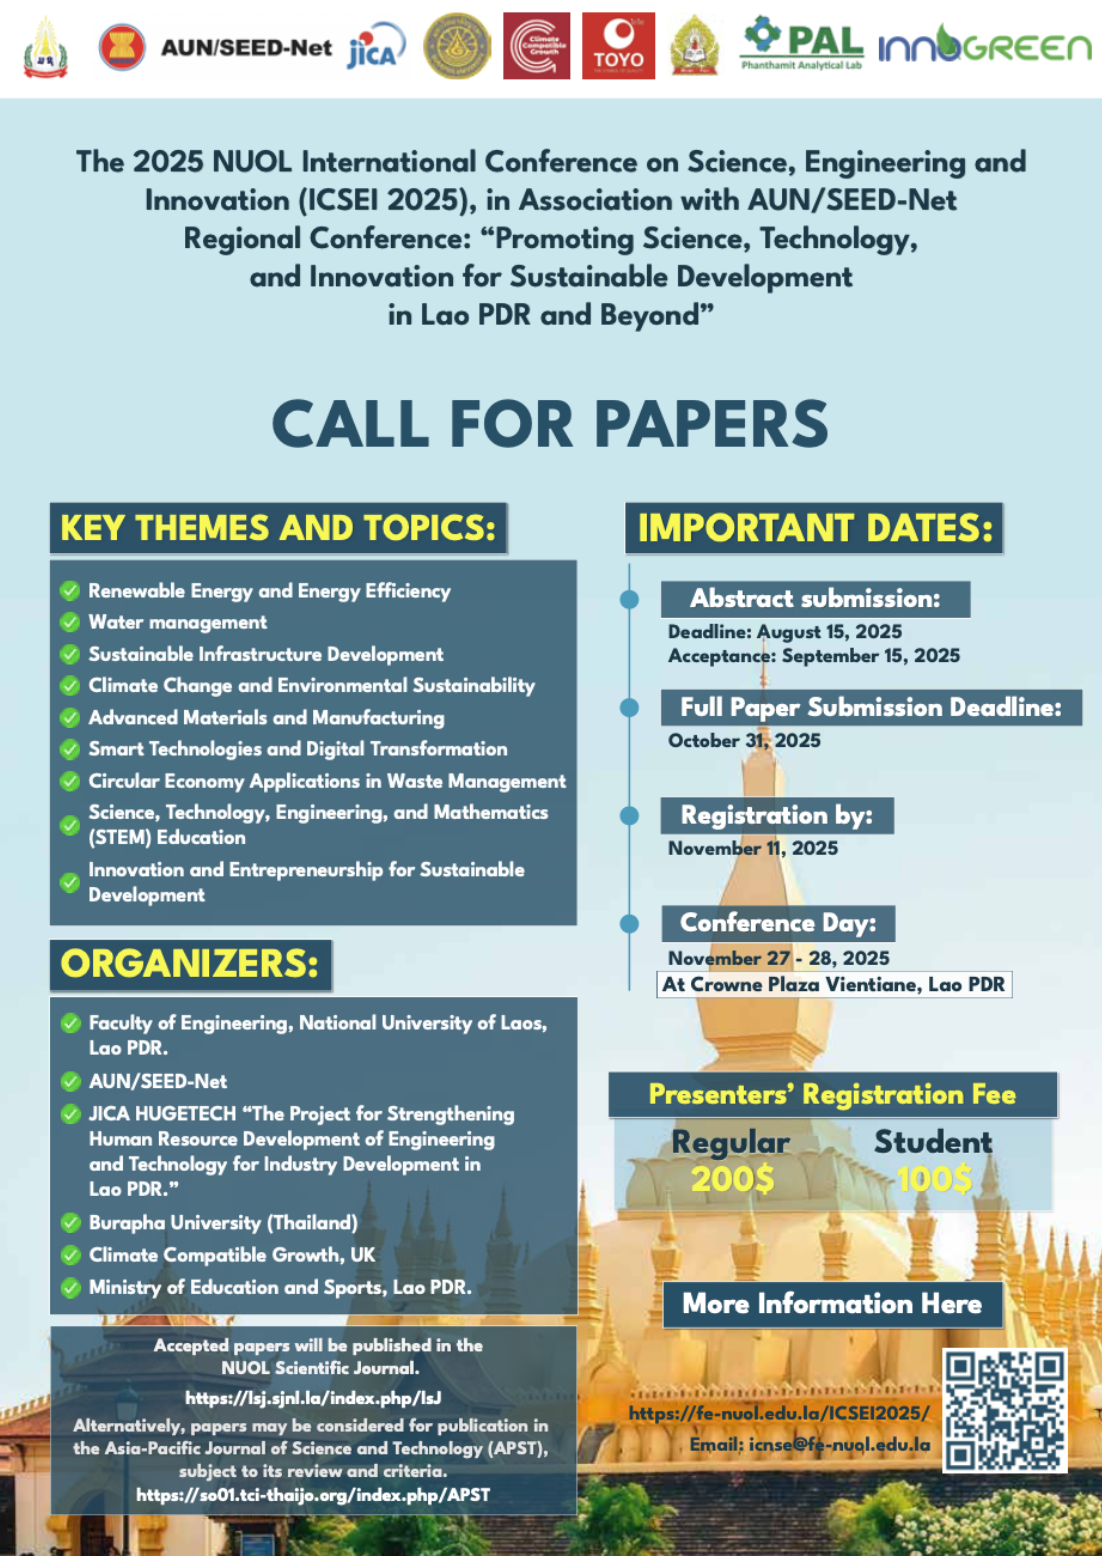 AUN/SEED-Net
JICA
Climate
Compatible
Growth
TOYO
PAL
Phanthamit Analytical Lab
INNOGREEN
The 2025 NUOL International Conference on Science, Engineering and
Innovation (ICSEI 2025), in Association with AUN/SEED-Net
Regional Conference: “Promoting Science, Technology,
and Innovation for Sustainable Development
in Lao PDR and Beyond”
CALL FOR PAPERS
KEY THEMES AND TOPICS:
Renewable Energy and Energy Efficiency
Water management
Sustainable Infrastructure Development
Climate Change and Environmental Sustainability
Advanced Materials and Manufacturing
Smart Technologies and Digital Transformation
Circular Economy Applications in Waste Management
Science, Technology, Engineering, and Mathematics
(STEM) Education
Innovation and Entrepreneurship for Sustainable
Development
ORGANIZERS:
Faculty of Engineering, National University of Laos,
Lao PDR.
AUN/SEED-Net
JICA HUGETECH “The Project for Strengthening
Human Resource Development of Engineering
and Technology for Industry Development in
Lao PDR.”
Burapha University (Thailand)
Climate Compatible Growth, UK
Ministry of Education and Sports, Lao PDR.
Accepted papers will be published in the
NUOL Scientific Journal.
https://lsj.sjnl.la/index.php/lsJ
Alternatively, papers may be considered for publication in
the Asia-Pacific Journal of Science and Technology (APST),
subject to its review and criteria.
https://so01.tci-thaijo.org/index.php/APST
IMPORTANT DATES:
Abstract submission:
Deadline: August 15, 2025
Acceptance: September 15, 2025
Full Paper Submission Deadline:
October 31, 2025
Registration by:
November 11, 2025
Conference Day:
November 27 - 28, 2025
At Crowne Plaza Vientiane, Lao PDR
Presenters’ Registration Fee
Regular Student
200$ 100$
More Information Here
https://fe-nuol.edu.la/ICSEI2025/
Email: icnse@fe-nuol.edu.la